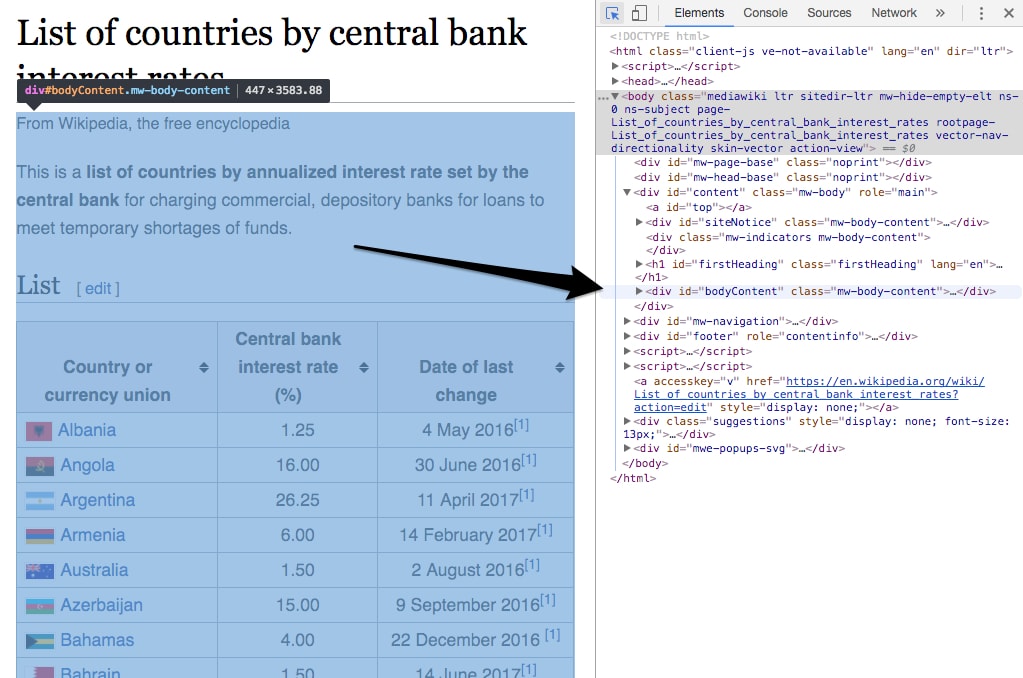 List of countries by central bank
interest rates
div#bodyContent.mw-body-content | 447 × 3583.88
From Wikipedia, the free encyclopedia
This is a list of countries by annualized interest rate set by the
central bank for charging commercial, depository banks for loans to
meet temporary shortages of funds.
List [ edit ]
Country or
currency union
Central bank
interest rate
(%)
Date of last
change
Albania 1.25 4 May 2016[1]
Angola 16.00 30 June 2016[1]
Argentina 26.25 11 April 2017[1]
Armenia 6.00 14 February 2017[1]
Australia 1.50 2 August 2016[1]
Azerbaijan 15.00 9 September 2016[1]
Bahamas 4.00 22 December 2016 [1]
Bahrain 1.50 14 June 2017[1]
Elements Console Sources Network »
<!DOCTYPE html>
<html class="client-js ve-not-available" lang="en" dir="ltr">
▶<script>…</script>
▶<head>…</head>
…▼<body class="mediawiki ltr sitedir-ltr mw-hide-empty-elt ns-
0 ns-subject page-
List_of_countries_by_central_bank_interest_rates rootpage-
List_of_countries_by_central_bank_interest_rates vector-nav-
directionality skin-vector action-view"> == $0
<div id="mw-page-base" class="noprint"></div>
<div id="mw-head-base" class="noprint"></div>
▼<div id="content" class="mw-body" role="main">
<a id="top"></a>
▶<div id="siteNotice" class="mw-body-content">…</div>
<div class="mw-indicators mw-body-content">
</div>
▶<h1 id="firstHeading" class="firstHeading" lang="en">…
</h1>
▶<div id="bodyContent" class="mw-body-content">…</div>
</div>
▶<div id="mw-navigation">…</div>
▶<div id="footer" role="contentinfo">…</div>
▶<script>…</script>
▶<script>…</script>
<a accesskey="v" href="https://en.wikipedia.org/wiki/
List_of_countries_by_central_bank_interest_rates?
action=edit" style="display: none;"></a>
▶<div class="suggestions" style="display: none; font-size:
13px;">…</div>
▶<div id="mwe-popups-svg">…</div>
</body>
</html>